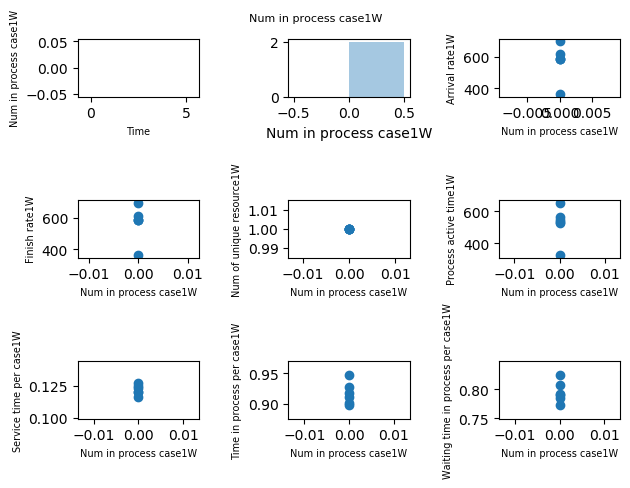 Num in process case1W
Num in process case1W
0.05
0.00
−0.05
0
5
Time
2
0
−0.5
0.0
0.5
Num in process case1W
Arrival rate1W
600
400
−0.005
0.000
0.005
Num in process case1W
Finish rate1W
600
400
−0.01
0.00
0.01
Num in process case1W
Num of unique resource1W
1.01
1.00
0.99
−0.01
0.00
0.01
Num in process case1W
Process active time1W
600
400
−0.01
0.00
0.01
Num in process case1W
Service time per case1W
0.125
0.100
−0.01
0.00
0.01
Num in process case1W
Time in process per case1W
0.95
0.90
−0.01
0.00
0.01
Num in process case1W
Waiting time in process per case1W
0.80
0.75
−0.01
0.00
0.01
Num in process case1W